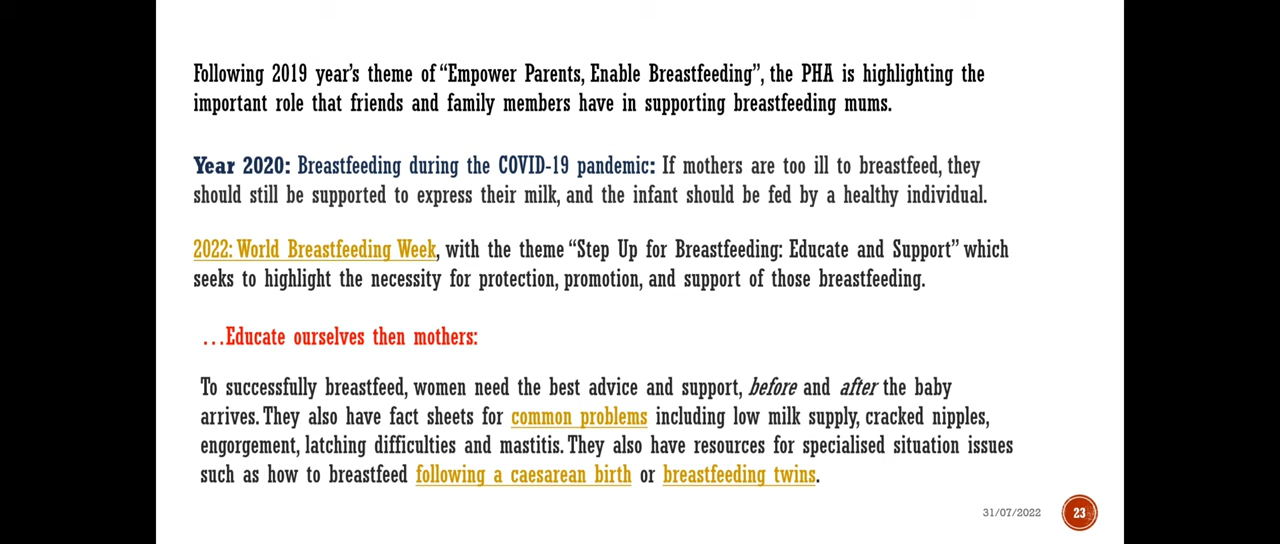 Following 2019 year's theme of “Empower Parents, Enable Breastfeeding”, the PHA is highlighting the
important role that friends and family members have in supporting breastfeeding mums.
Year 2020: Breastfeeding during the COVID-19 pandemic: If mothers are too ill to breastfeed, they
should still be supported to express their milk, and the infant should be fed by a healthy individual.
2022: World Breastfeeding Week, with the theme “Step Up for Breastfeeding: Educate and Support” which
seeks to highlight the necessity for protection, promotion, and support of those breastfeeding.
…Educate ourselves then mothers:
To successfully breastfeed, women need the best advice and support, before and after the baby
arrives. They also have fact sheets for common problems including low milk supply, cracked nipples,
engorgement, latching difficulties and mastitis. They also have resources for specialised situation issues
such as how to breastfeed following a caesarean birth or breastfeeding twins.
31/07/2022 23